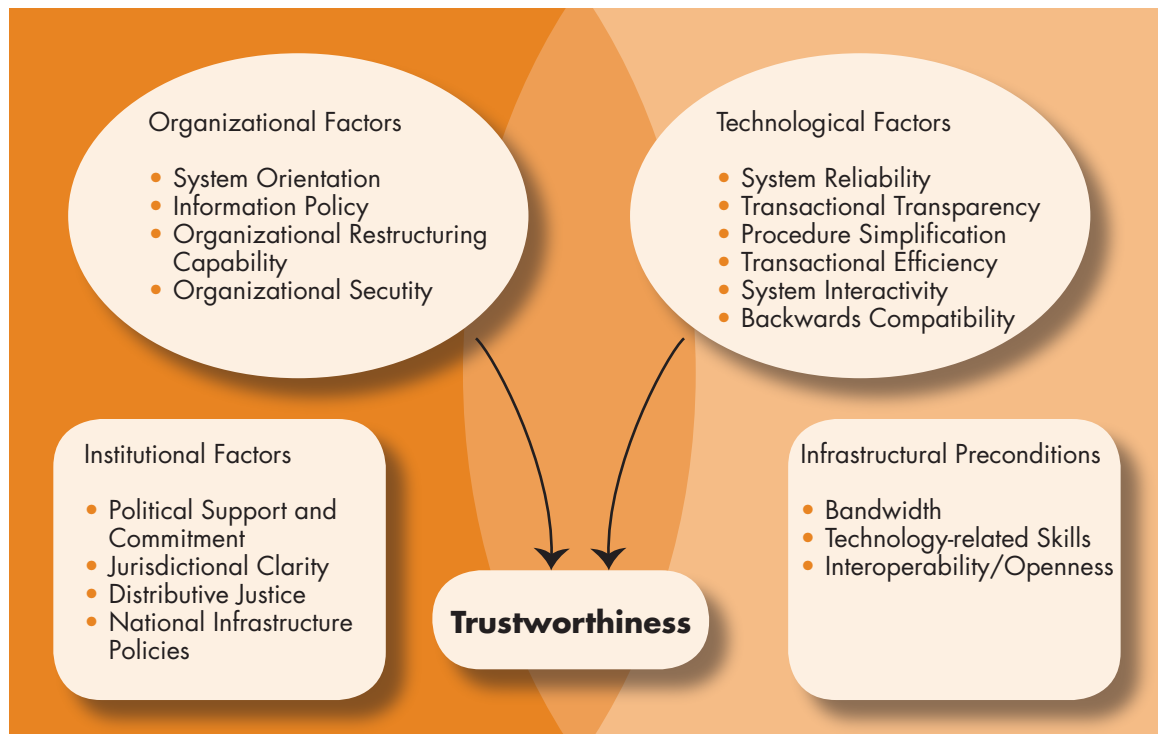 Organizational Factors
• System Orientation
• Information Policy
• Organizational Restructuring
Capability
• Organizational Secutity
Technological Factors
• System Reliability
• Transactional Transparency
• Procedure Simplification
• Transactional Efficiency
• System Interactivity
• Backwards Compatibility
Institutional Factors
• Political Support and
Commitment
• Jurisdictional Clarity
• Distributive Justice
• National Infrastructure
Policies
Trustworthiness
Infrastructural Preconditions
• Bandwidth
• Technology-related Skills
• Interoperability/Openness